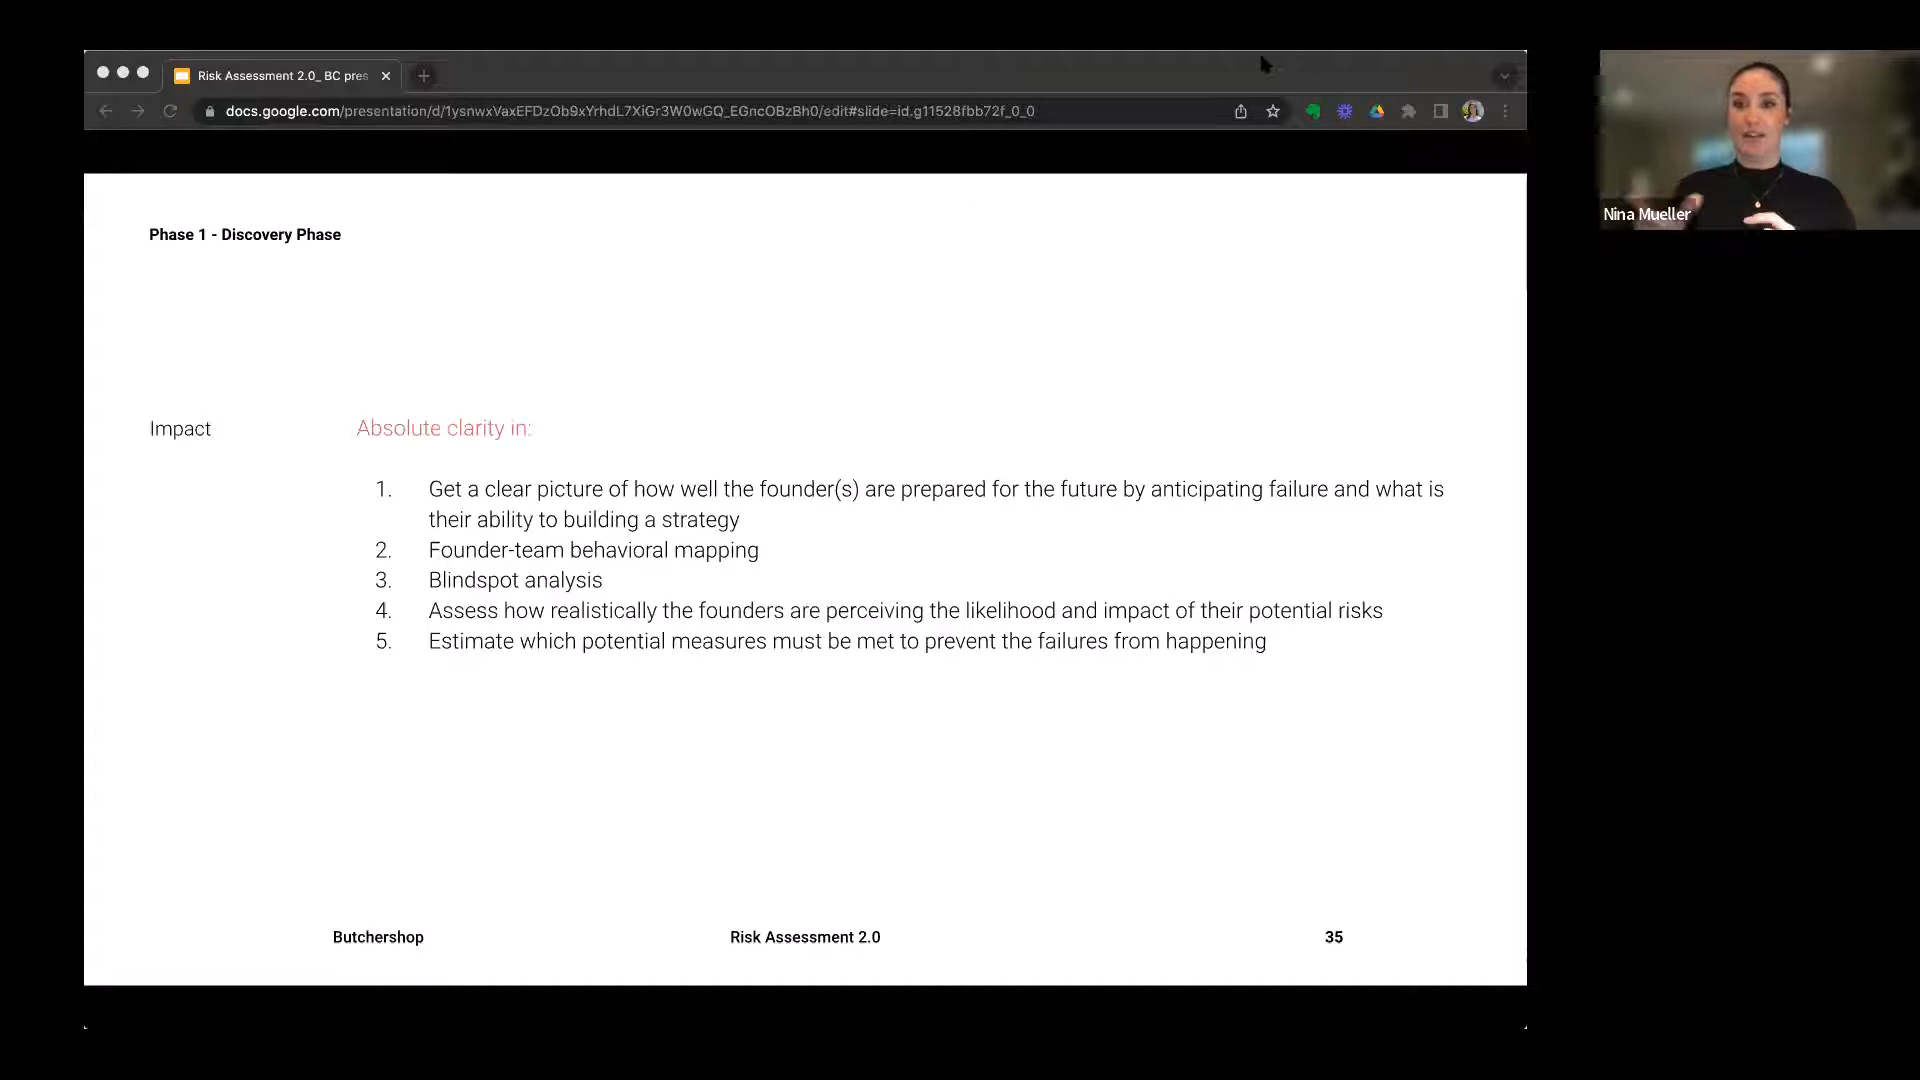 Risk Assessment 2.0_ BC pres
docs.google.com/presentation/d/1ysnwxVaxEFDzOb9xYrhdL7XiGr3W0wGQ_EGncOBzBh0/edit#slide=id.g11528fbb72f_0_0
Nina Mueller
Phase 1 - Discovery Phase
Impact
Absolute clarity in:
1. Get a clear picture of how well the founder(s) are prepared for the future by anticipating failure and what is
their ability to building a strategy
2. Founder-team behavioral mapping
3. Blindspot analysis
4. Assess how realistically the founders are perceiving the likelihood and impact of their potential risks
5. Estimate which potential measures must be met to prevent the failures from happening
Butchershop
Risk Assessment 2.0
35